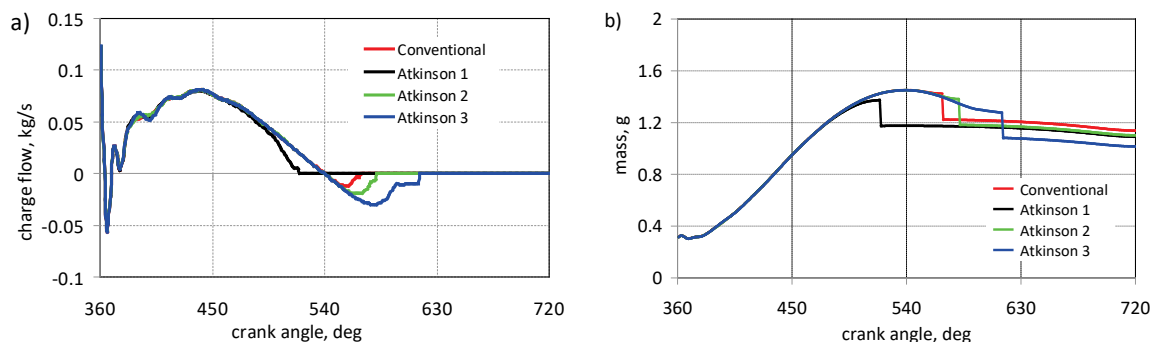 a)
charge flow, kg/s
0.15
0.1
0.05
0
-0.05
-0.1
360 450 540 630 720
crank angle, deg
Conventional
Atkinson 1
Atkinson 2
Atkinson 3
b)
mass, g
2
1.6
1.2
0.8
0.4
0
360 450 540 630 720
crank angle, deg
Conventional
Atkinson 1
Atkinson 2
Atkinson 3